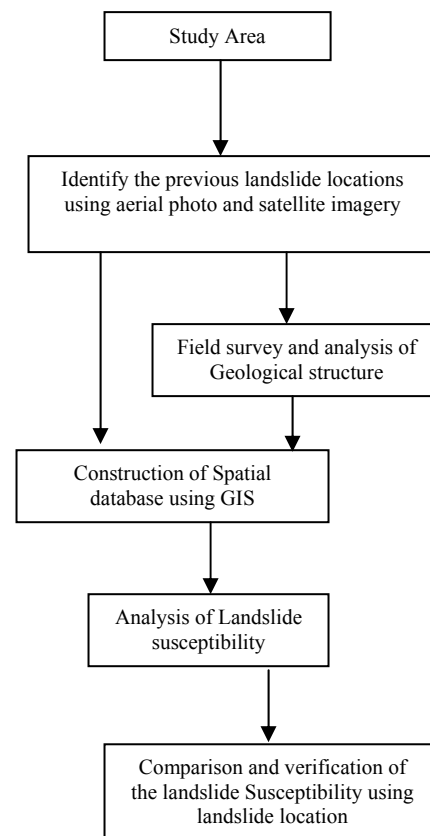 Study Area
Identify the previous landslide locations
using aerial photo and satellite imagery
Field survey and analysis of
Geological structure
Construction of Spatial
database using GIS
Analysis of Landslide
susceptibility
Comparison and verification of
the landslide Susceptibility using
landslide location